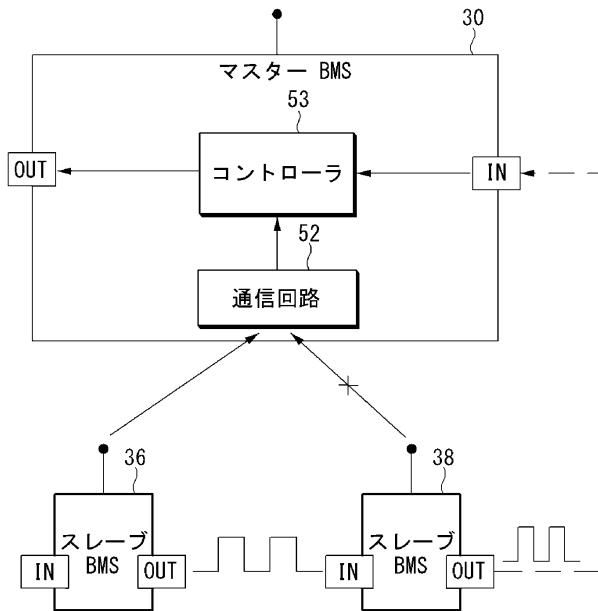 30
マスター BMS
53
OUT
コントローラ
IN
52
通信回路
36
38
スレーブ
BMS
IN
OUT
スレーブ
BMS
IN
OUT